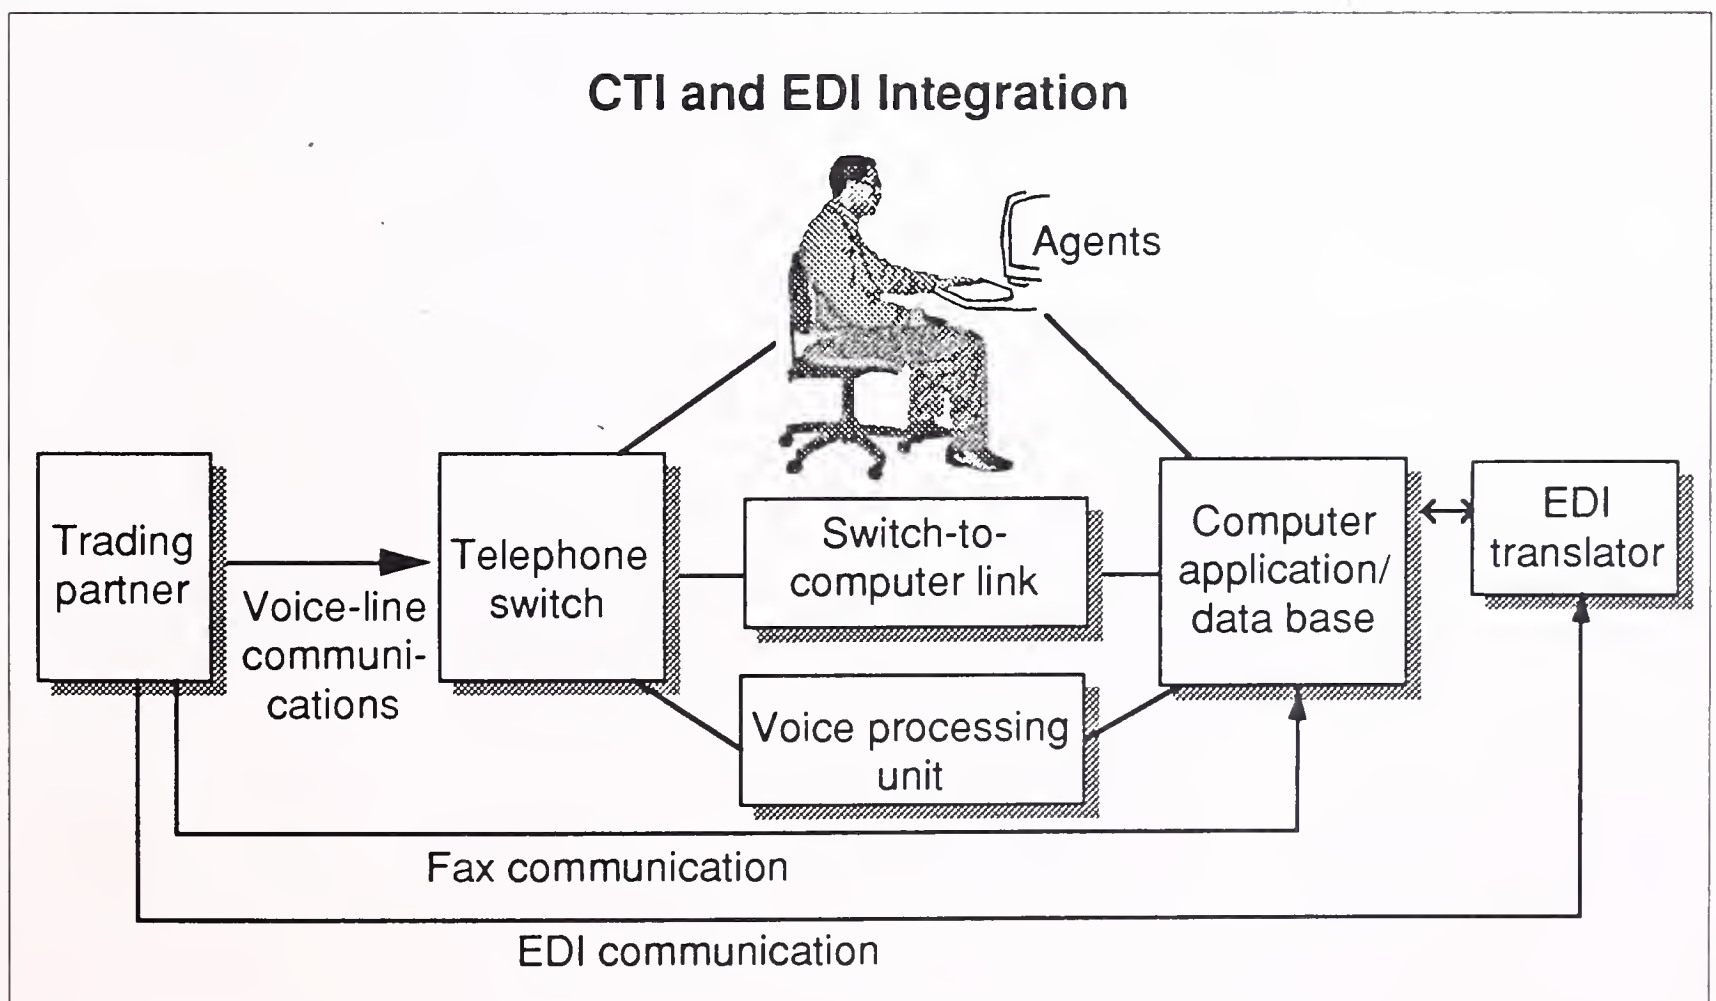 CTI and EDI Integration
Agents
Trading
partner
Voice-line
communi-
cations
Telephone
switch
Switch-to-
computer link
Voice processing
unit
Computer
application/
data base
EDI
translator
Fax communication
EDI communication